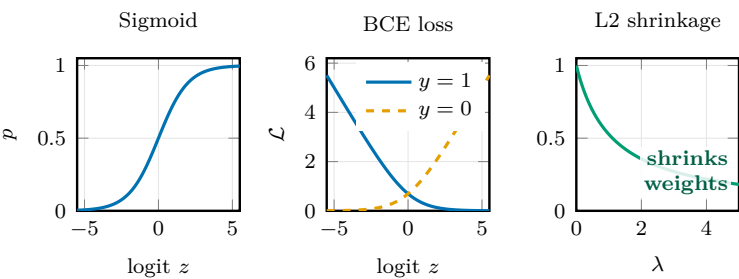 Sigmoid
1
0.5
0
−5
0
5
p
logit z
BCE loss
6
4
2
0
−5
0
5
ℒ
y = 1
y = 0
logit z
L2 shrinkage
1
0.5
0
0
2
4
shrinks
weights
λ